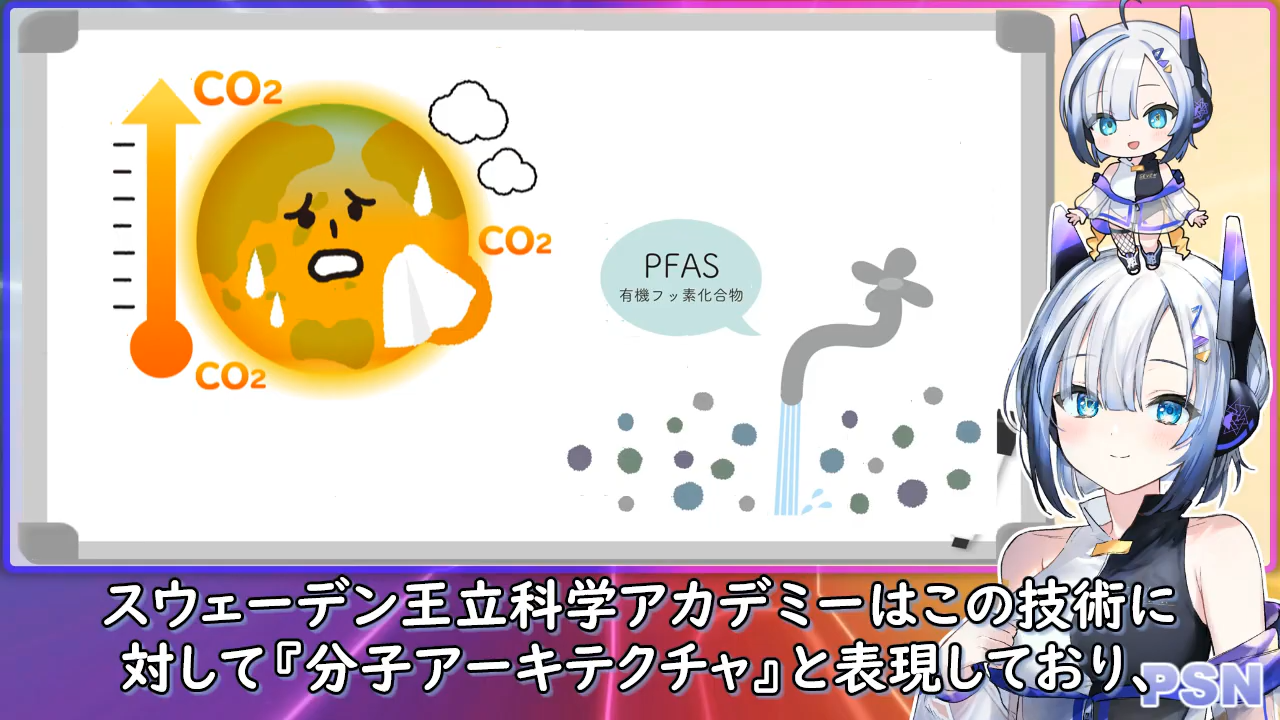 CO2
CO2
CO2
PFAS
有機フッ素化合物
スウェーデン王立科学アカデミーはこの技術に
対して『分子アーキテクチャ』と表現しており、
PSN